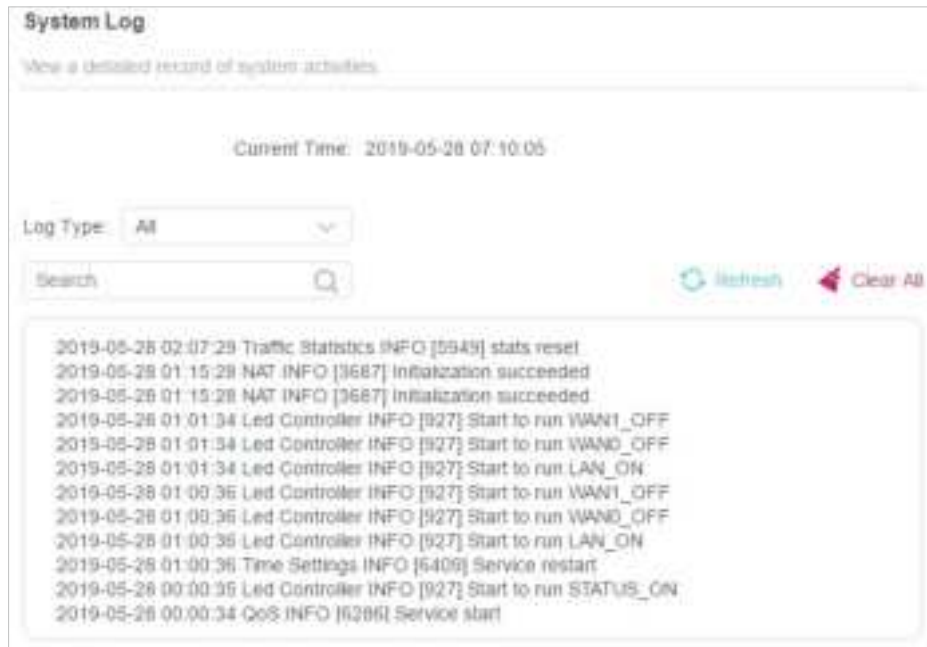 System Log
View a detailed record of system activities.
Current Time: 2019-05-28 07:10:05
Log Type: All
Search
Refresh
Clear All
2019-05-28 02:07:29 Traffic Statistics INFO [5949] stats reset
2019-05-28 01:15:28 NAT INFO [3687] Initialization succeeded
2019-05-28 01:15:28 NAT INFO [3687] Initialization succeeded
2019-05-28 01:01:34 Led Controller INFO [927] Start to run WAN1_OFF
2019-05-28 01:01:34 Led Controller INFO [927] Start to run WAN0_OFF
2019-05-28 01:01:34 Led Controller INFO [927] Start to run LAN_ON
2019-05-28 01:00:36 Led Controller INFO [927] Start to run WAN1_OFF
2019-05-28 01:00:36 Led Controller INFO [927] Start to run WAN0_OFF
2019-05-28 01:00:36 Led Controller INFO [927] Start to run LAN_ON
2019-05-28 01:00:36 Time Settings INFO [6409] Service restart
2019-05-28 00:00:35 Led Controller INFO [927] Start to run STATUS_ON
2019-05-28 00:00:34 QoS INFO [6286] Service start